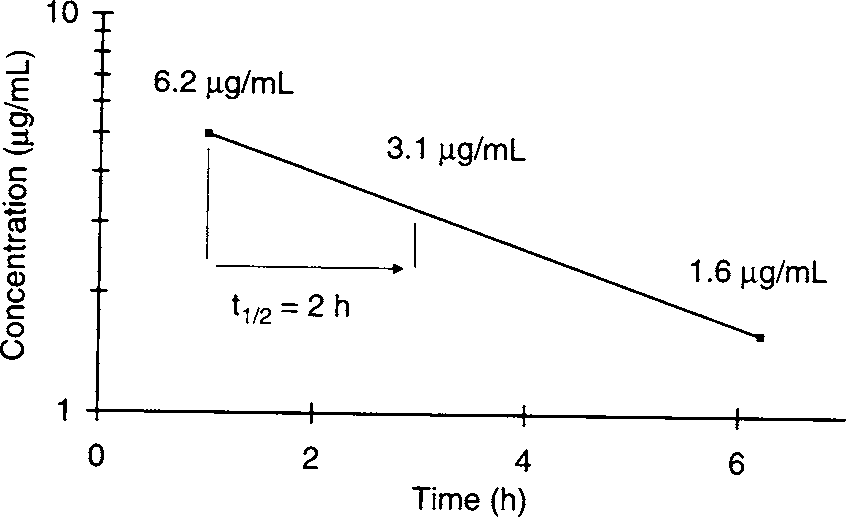 10
6.2 µg/mL
3.1 µg/mL
1.6 µg/mL
t1/2 = 2 h
Concentration (µg/mL)
1
0 2 4 6
Time (h)